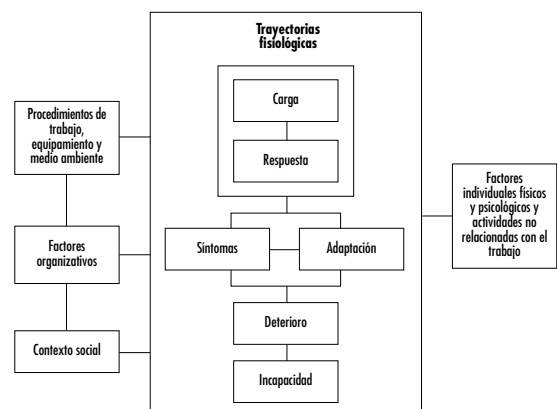 Trayectorias
fisiológicas
Carga
Respuesta
Procedimientos de
trabajo,
equipamiento y
medio ambiente
Factores
individuales físicos
y psicológicos y
actividades no
relacionadas con el
trabajo
Síntomas
Adaptación
Factores
organizativos
Deterioro
Contexto social
Incapacidad